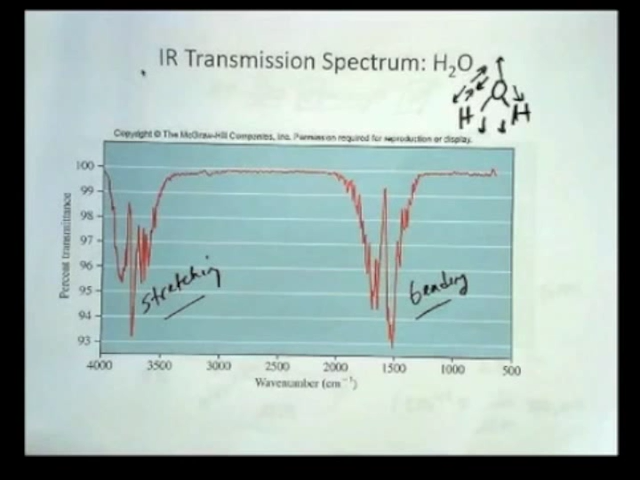 IR Transmission Spectrum: H₂O
O
H H
Copyright © The McGraw-Hill Companies, Inc. Permission required for reproduction or display.
100
99
98
97
96
95
94
93
Percent transmittance
stretching
bending
4000 3500 3000 2500 2000 1500 1000 500
Wavenumber (cm⁻¹)